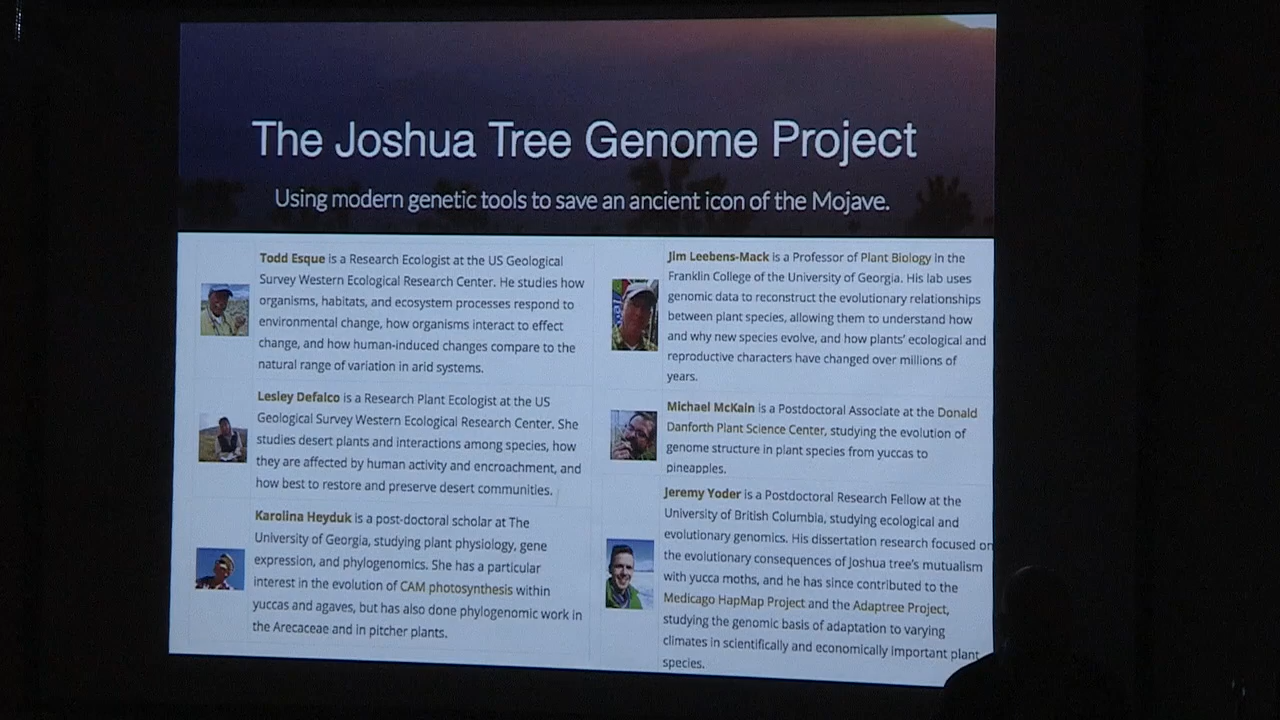 The Joshua Tree Genome Project
Using modern genetic tools to save an ancient icon of the Mojave.
Todd Esque is a Research Ecologist at the US Geological
Survey Western Ecological Research Center. He studies how
organisms, habitats, and ecosystem processes respond to
environmental change, how organisms interact to effect
change, and how human-induced changes compare to the
natural range of variation in arid systems.
Lesley Defalco is a Research Plant Ecologist at the US
Geological Survey Western Ecological Research Center. She
studies desert plants and interactions among species, how
they are affected by human activity and encroachment, and
how best to restore and preserve desert communities.
Karolina Heyduk is a post-doctoral scholar at The
University of Georgia, studying plant physiology, gene
expression, and phylogenomics. She has a particular
interest in the evolution of CAM photosynthesis within
yuccas and agaves, but has also done phylogenomic work in
the Arecaceae and in pitcher plants.
Jim Leebens-Mack is a Professor of Plant Biology in the
Franklin College of the University of Georgia. His lab uses
genomic data to reconstruct the evolutionary relationships
between plant species, allowing them to understand how
and why new species evolve, and how plants' ecological and
reproductive characters have changed over millions of
years.
Michael McKain is a Postdoctoral Associate at the Donald
Danforth Plant Science Center, studying the evolution of
genome structure in plant species from yuccas to
pineapples.
Jeremy Yoder is a Postdoctoral Research Fellow at the
University of British Columbia, studying ecological and
evolutionary genomics. His dissertation research focused on
the evolutionary consequences of Joshua tree's mutualism
with yucca moths, and he has since contributed to the
Medicago HapMap Project and the Adaptree Project,
studying the genomic basis of adaptation to varying
climates in scientifically and economically important plant
species.